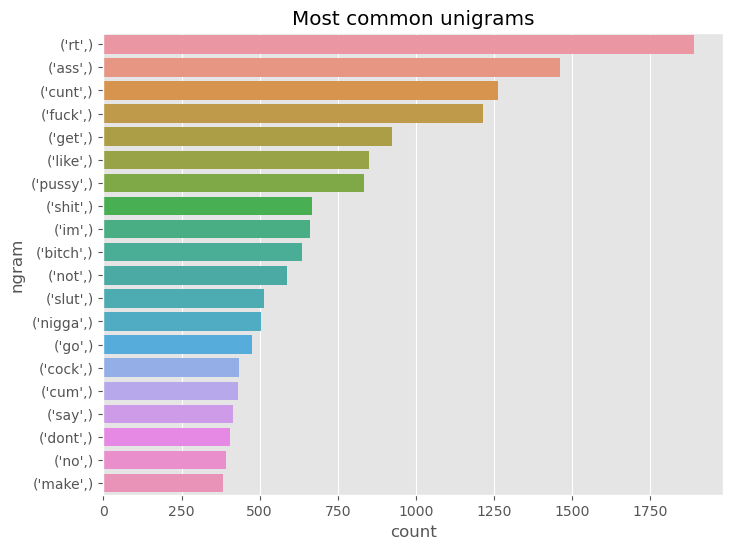 Most common unigrams
('rt',)
('ass',)
('cunt',)
('fuck',)
('get',)
('like',)
('pussy',)
('shit',)
('im',)
('bitch',)
('not',)
('slut',)
('nigga',)
('go',)
('cock',)
('cum',)
('say',)
('dont',)
('no',)
('make',)
ngram
0 250 500 750 1000 1250 1500 1750
count